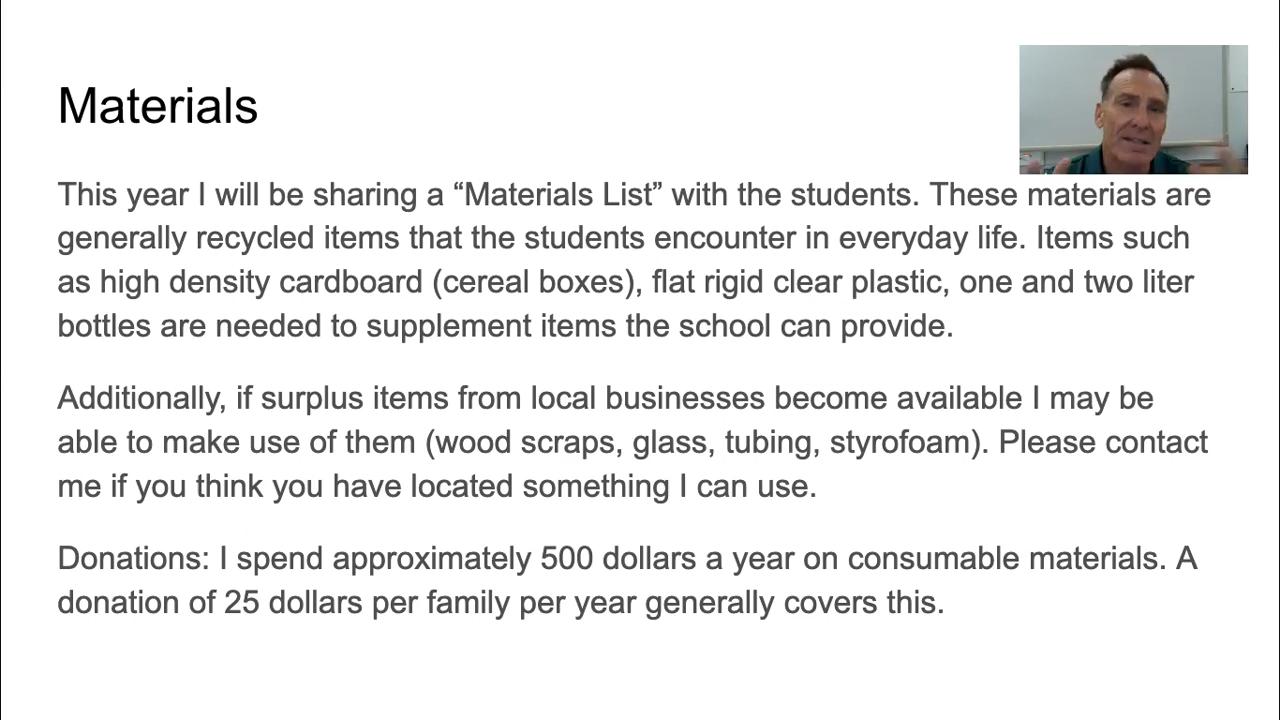 Materials
This year I will be sharing a “Materials List” with the students. These materials are
generally recycled items that the students encounter in everyday life. Items such
as high density cardboard (cereal boxes), flat rigid clear plastic, one and two liter
bottles are needed to supplement items the school can provide.
Additionally, if surplus items from local businesses become available I may be
able to make use of them (wood scraps, glass, tubing, styrofoam). Please contact
me if you think you have located something I can use.
Donations: I spend approximately 500 dollars a year on consumable materials. A
donation of 25 dollars per family per year generally covers this.